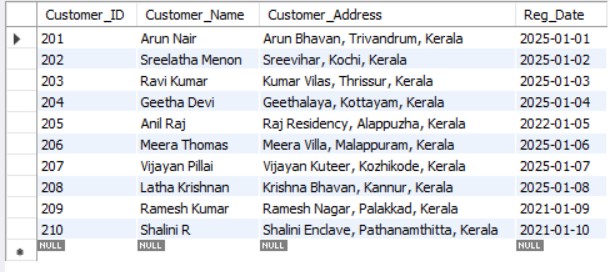 Customer_ID Customer_Name Customer_Address Reg_Date
201 Arun Nair Arun Bhavan, Trivandrum, Kerala 2025-01-01
202 Sreelatha Menon Sreevihar, Kochi, Kerala 2025-01-02
203 Ravi Kumar Kumar Vilas, Thrissur, Kerala 2025-01-03
204 Geetha Devi Geethalaya, Kottayam, Kerala 2025-01-04
205 Anil Raj Raj Residency, Alappuzha, Kerala 2022-01-05
206 Meera Thomas Meera Villa, Malappuram, Kerala 2025-01-06
207 Vijayan Pillai Vijayan Kuteer, Kozhikode, Kerala 2025-01-07
208 Latha Krishnan Krishna Bhavan, Kannur, Kerala 2025-01-08
209 Ramesh Kumar Ramesh Nagar, Palakkad, Kerala 2021-01-09
210 Shalini R Shalini Enclave, Pathanamthitta, Kerala 2021-01-10
NULL NULL NULL NULL